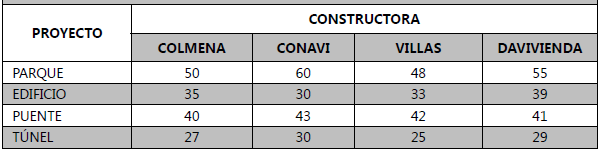 PROYECTO CONSTRUCTORA
COLMENA CONAVI VILLAS DAVIVIENDA
PARQUE 50 60 48 55
EDIFICIO 35 30 33 39
PUENTE 40 43 42 41
TÚNEL 27 30 25 29